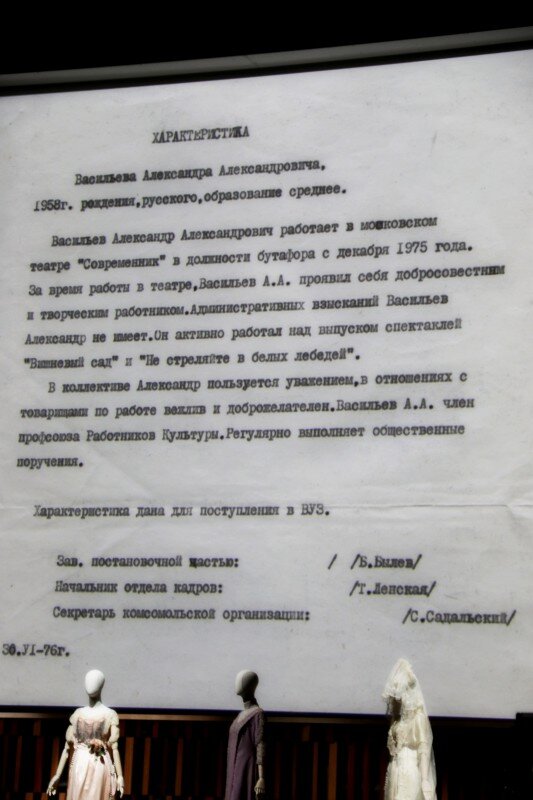 ХАРАКТЕРИСТИКА
Васильева Александра Александровича,
1958г. рождения,русского,образование среднее.
Васильев Александр Александрович работает в московском
театре "Современник" в должности бутафора с декабря 1975 года.
За время работы в театре,Васильев А.А. проявил себя добросовестным
и творческим работником.Административных взысканий Васильев
Александр не имеет.Он активно работал над выпуском спектаклей
"Вишневый сад" и "Не стреляйте в белых лебедей".
В коллективе Александр пользуется уважением,в отношениях с
товарищами по работе вежлив и доброжелателен.Васильев А.А. член
профсоюза Работников Культуры.Регулярно выполняет общественные
поручения.
Характеристика дана для поступления в ВУЗ.
Зав. постановочной частью: / /Б.Былев/
Начальник отдела кадров: /Т.Ленская/
Секретарь комсомольской организации: /С.Садальский/
30.УI-76г.